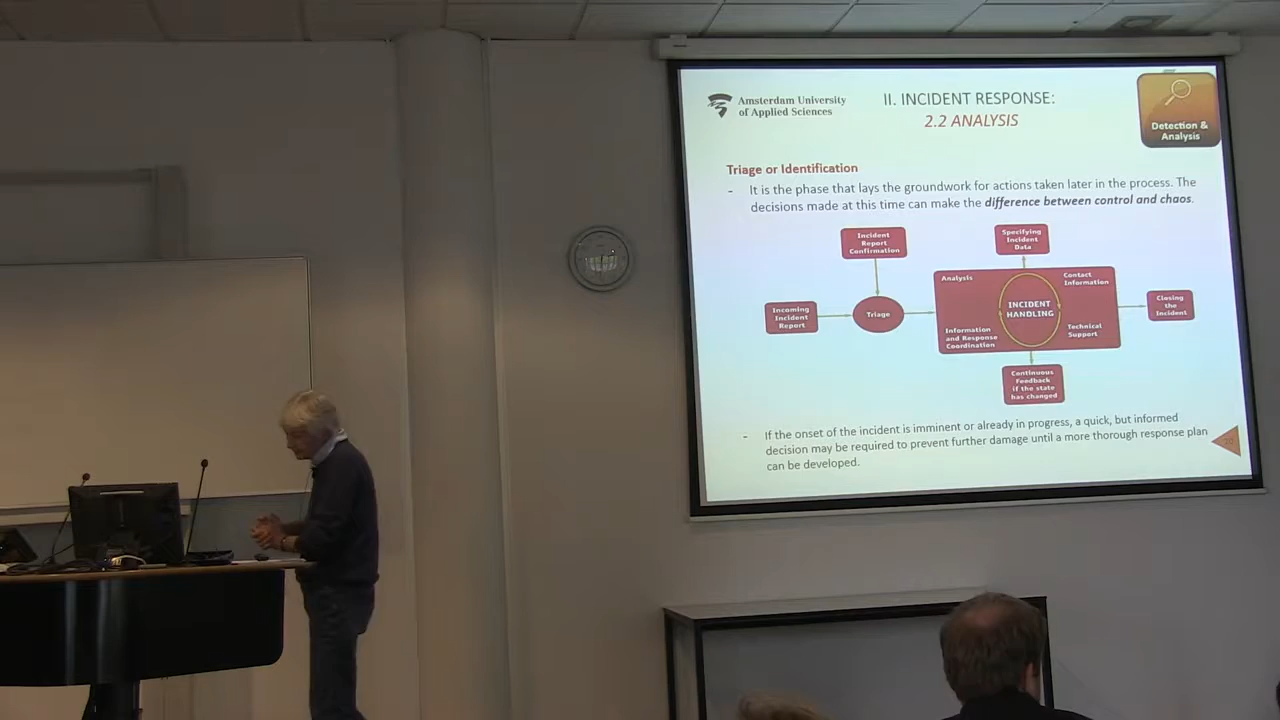 Amsterdam University
of Applied Sciences
II. INCIDENT RESPONSE:
2.2 ANALYSIS
Detection &
Analysis
Triage or Identification
- It is the phase that lays the groundwork for actions taken later in the process. The
decisions made at this time can make the difference between control and chaos.
Incident
Report
Confirmation
Specifying
Incident
Data
Incoming
Incident
Report
Triage
Analysis
Contact
Information
INCIDENT
HANDLING
Information
and Response
Coordination
Technical
Support
Closing
the
Incident
Continuous
Feedback
if the state
has changed
- If the onset of the incident is imminent or already in progress, a quick, but informed
decision may be required to prevent further damage until a more thorough response plan
can be developed.